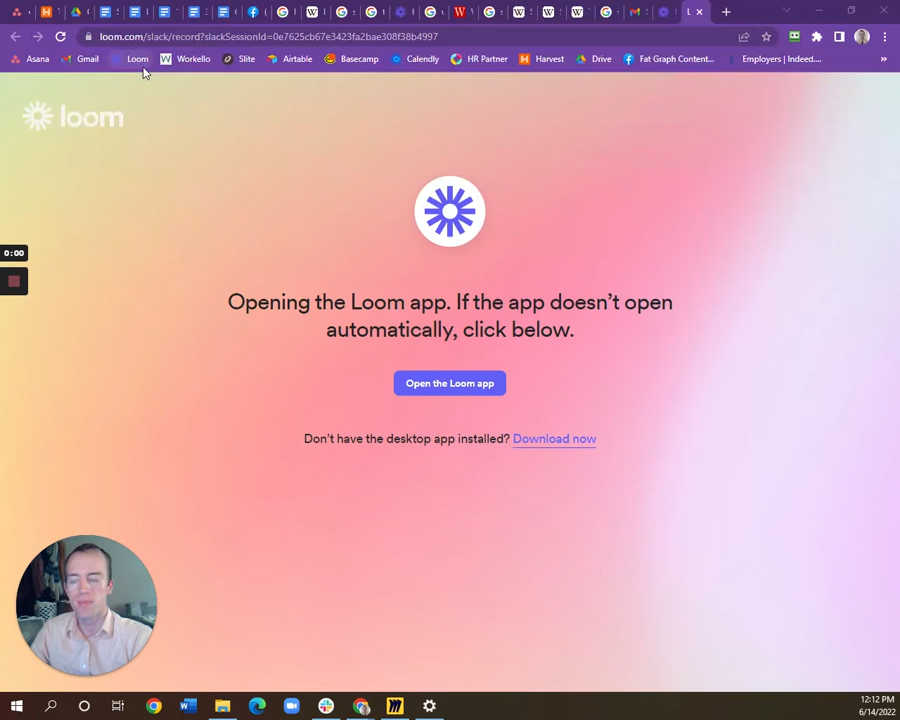 loom.com/slack/record?slackSessionId=0e7625cb67e3423fa2bae308f38b4997
Asana Gmail Loom Workello Slite Airtable Basecamp Calendly HR Partner Harvest Drive Fat Graph Content... Employers | Indeed.... »
loom
0:00
Opening the Loom app. If the app doesn't open
automatically, click below.
Open the Loom app
Don't have the desktop app installed? Download now
12:12 PM
6/14/2022